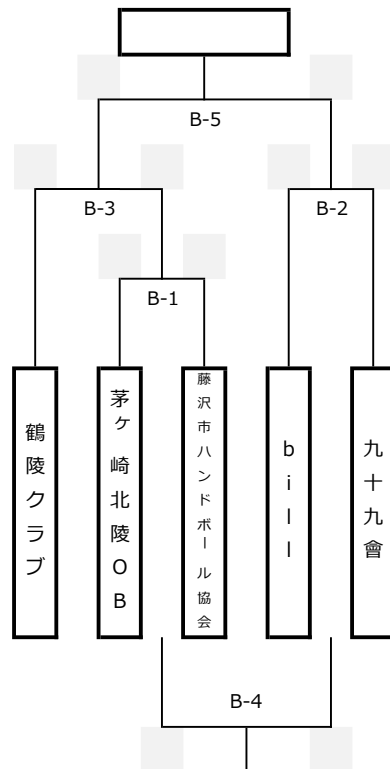 B-5
B-3
B-2
B-1
鶴陵クラブ
茅ヶ崎北陵OB
藤沢市ハンドボール協会
bill
九十九會
B-4